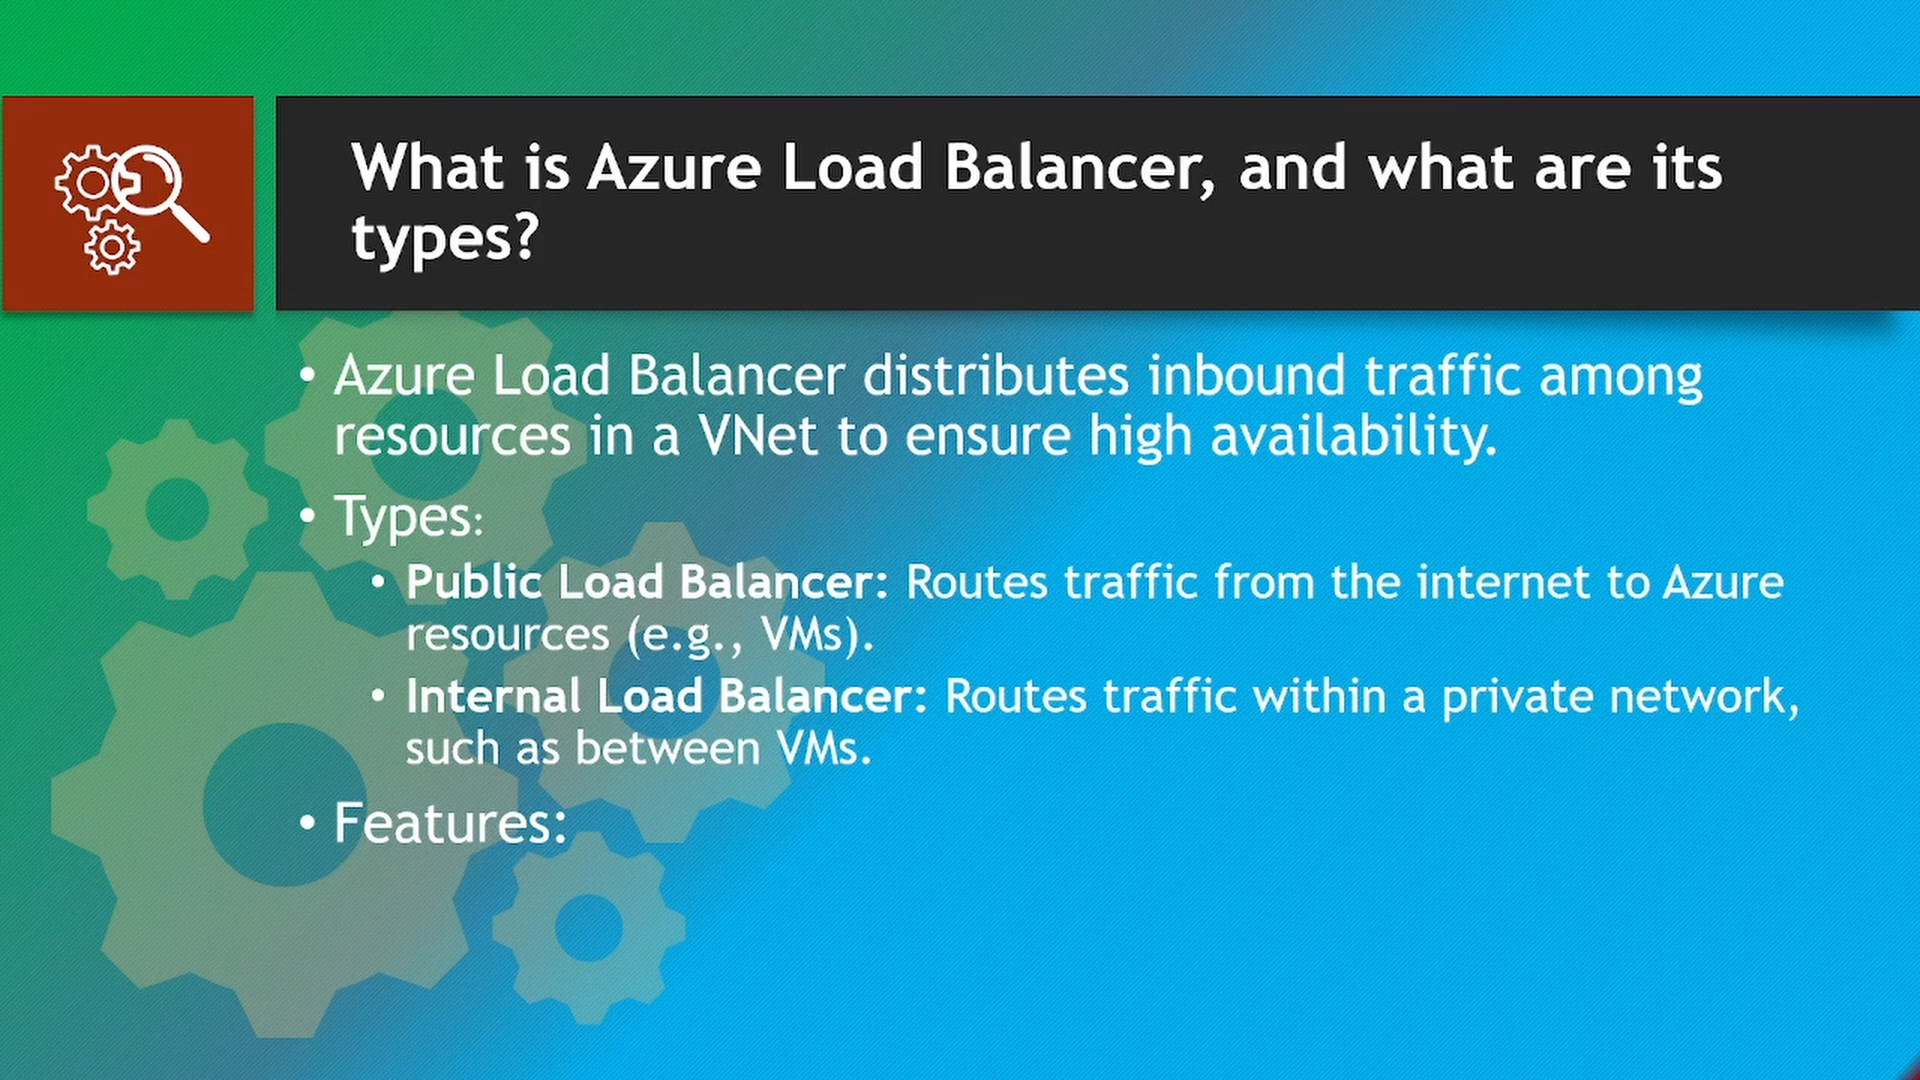 What is Azure Load Balancer, and what are its
types?
• Azure Load Balancer distributes inbound traffic among
resources in a VNet to ensure high availability.
• Types:
• Public Load Balancer: Routes traffic from the internet to Azure
resources (e.g., VMs).
• Internal Load Balancer: Routes traffic within a private network,
such as between VMs.
• Features: